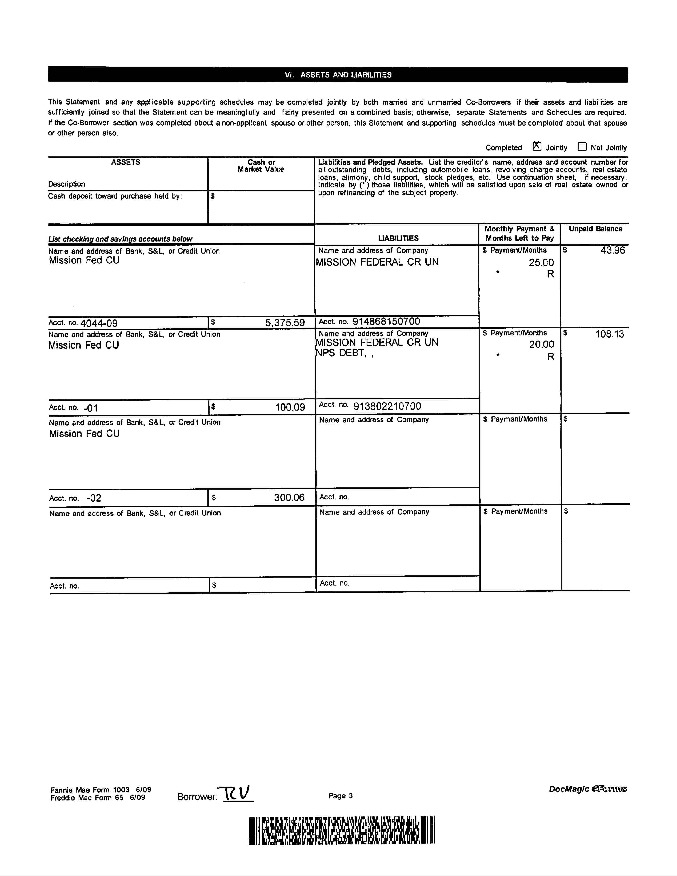 VI. ASSETS AND LIABILITIES
This Statement and any applicable supporting schedules may be completed jointly by both married and unmarried Co-Borrowers if their assets and liabilities are
sufficiently joined so that the Statement can be meaningfully and fairly presented on a combined basis; otherwise, separate Statements and Schedules are required.
If the Co-Borrower section was completed about a non-applicant spouse or other person, this Statement and supporting schedules must be completed about that spouse
or other person also.
Completed X Jointly Not Jointly
ASSETS
Description
Cash or
Market Value
Liabilities and Pledged Assets. List the creditor's name, address and account number for
all outstanding debts, including automobile loans, revolving charge accounts, real estate
loans, alimony, child support, stock pledges, etc. Use continuation sheet, if necessary.
Indicate by (*) those liabilities, which will be satisfied upon sale of real estate owned or
upon refinancing of the subject property.
Cash deposit toward purchase held by: $
List checking and savings accounts below
LIABILITIES
Monthly Payment &
Months Left to Pay
Unpaid Balance
Name and address of Bank, S&L, or Credit Union
Mission Fed CU
Acct. no. 4044-09 $ 5,375.59
Name and address of Company
MISSION FEDERAL CR UN
Acct. no. 914868150700
$ Payment/Months
25.00
* R
$ 43.96
Name and address of Bank, S&L, or Credit Union
Mission Fed CU
Acct. no. -01 $ 100.09
Name and address of Company
MISSION FEDERAL CR UN
NPS DEBT, ,
Acct. no. 913802210700
$ Payment/Months
20.00
* R
$ 108.13
Name and address of Bank, S&L, or Credit Union
Mission Fed CU
Acct. no. -02 $ 300.06
Name and address of Company
Acct. no.
$ Payment/Months
$
Name and address of Bank, S&L, or Credit Union
Acct. no. $
Name and address of Company
Acct. no.
$ Payment/Months
$
Fannie Mae Form 1003 6/09
Freddie Mac Form 65 6/09
Borrower: RV
Page 3
DocMagic